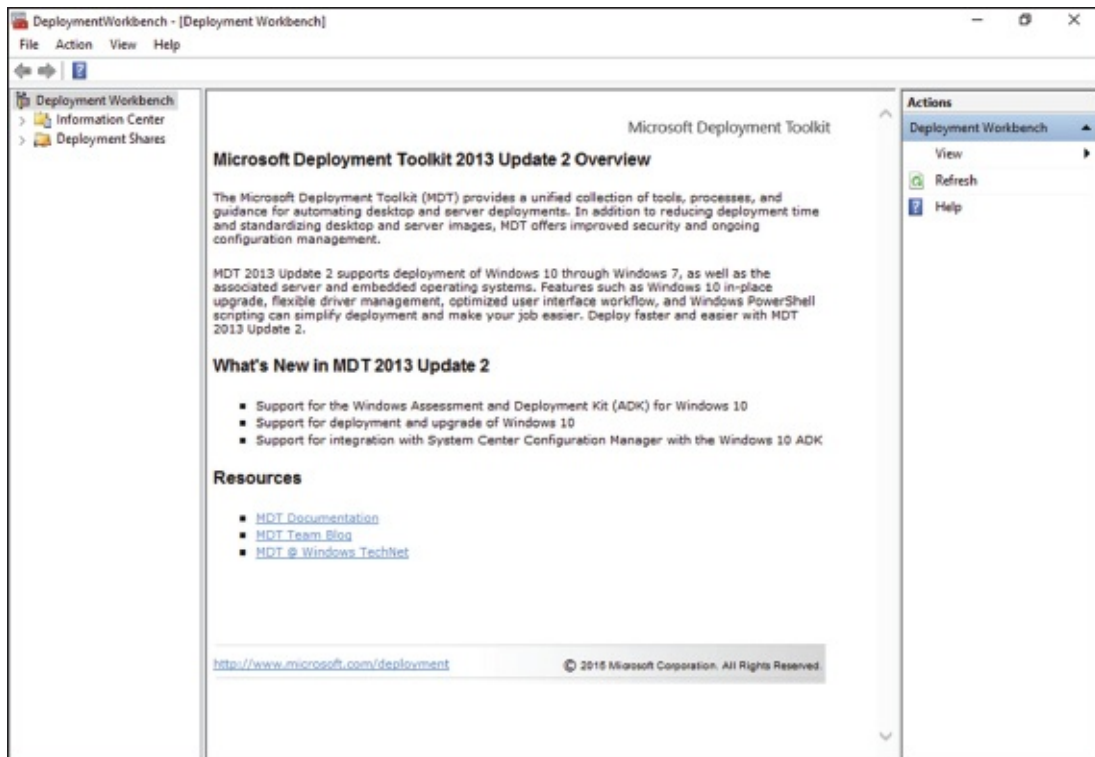 DeploymentWorkbench - [Deployment Workbench]
File Action View Help
Deployment Workbench
Information Center
Deployment Shares
Microsoft Deployment Toolkit
Microsoft Deployment Toolkit 2013 Update 2 Overview
The Microsoft Deployment Toolkit (MDT) provides a unified collection of tools, processes, and
guidance for automating desktop and server deployments. In addition to reducing deployment time
and standardizing desktop and server images, MDT offers improved security and ongoing
configuration management.
MDT 2013 Update 2 supports deployment of Windows 10 through Windows 7, as well as the
associated server and embedded operating systems. Features such as Windows 10 in-place
upgrade, flexible driver management, optimized user interface workflow, and Windows PowerShell
scripting can simplify deployment and make your job easier. Deploy faster and easier with MDT
2013 Update 2.
What's New in MDT 2013 Update 2
Support for the Windows Assessment and Deployment Kit (ADK) for Windows 10
Support for deployment and upgrade of Windows 10
Support for integration with System Center Configuration Manager with the Windows 10 ADK
Resources
MDT Documentation
MDT Team Blog
MDT @ Windows TechNet
http://www.microsoft.com/deployment
© 2015 Microsoft Corporation. All Rights Reserved.
Actions
Deployment Workbench
View
Refresh
Help